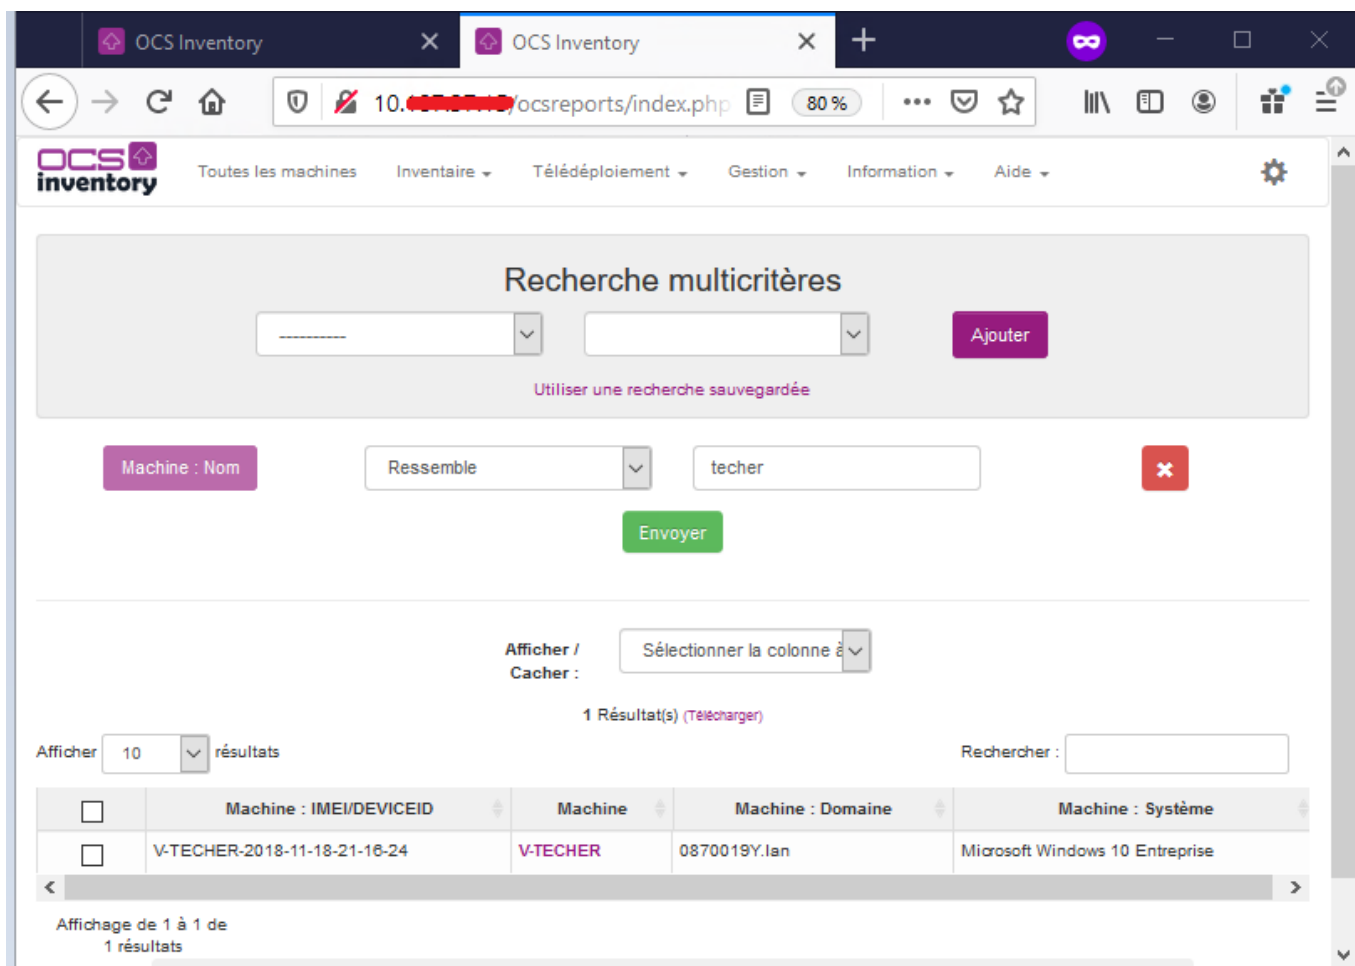 OCS Inventory
OCS Inventory
10. /ocsreports/index.php
80 %
OCS inventory
Toutes les machines Inventaire Télédéploiement Gestion Information Aide
Recherche multicritères
----------
Ajouter
Utiliser une recherche sauvegardée
Machine : Nom Ressemble techer
Envoyer
Afficher / Cacher :
Sélectionner la colonne à
1 Résultat(s) (Télécharger)
Afficher 10 résultats Rechercher :
Machine : IMEI/DEVICEID Machine Machine : Domaine Machine : Système
V-TECHER-2018-11-18-21-16-24 V-TECHER 0870019Y.lan Microsoft Windows 10 Entreprise
Affichage de 1 à 1 de
1 résultats